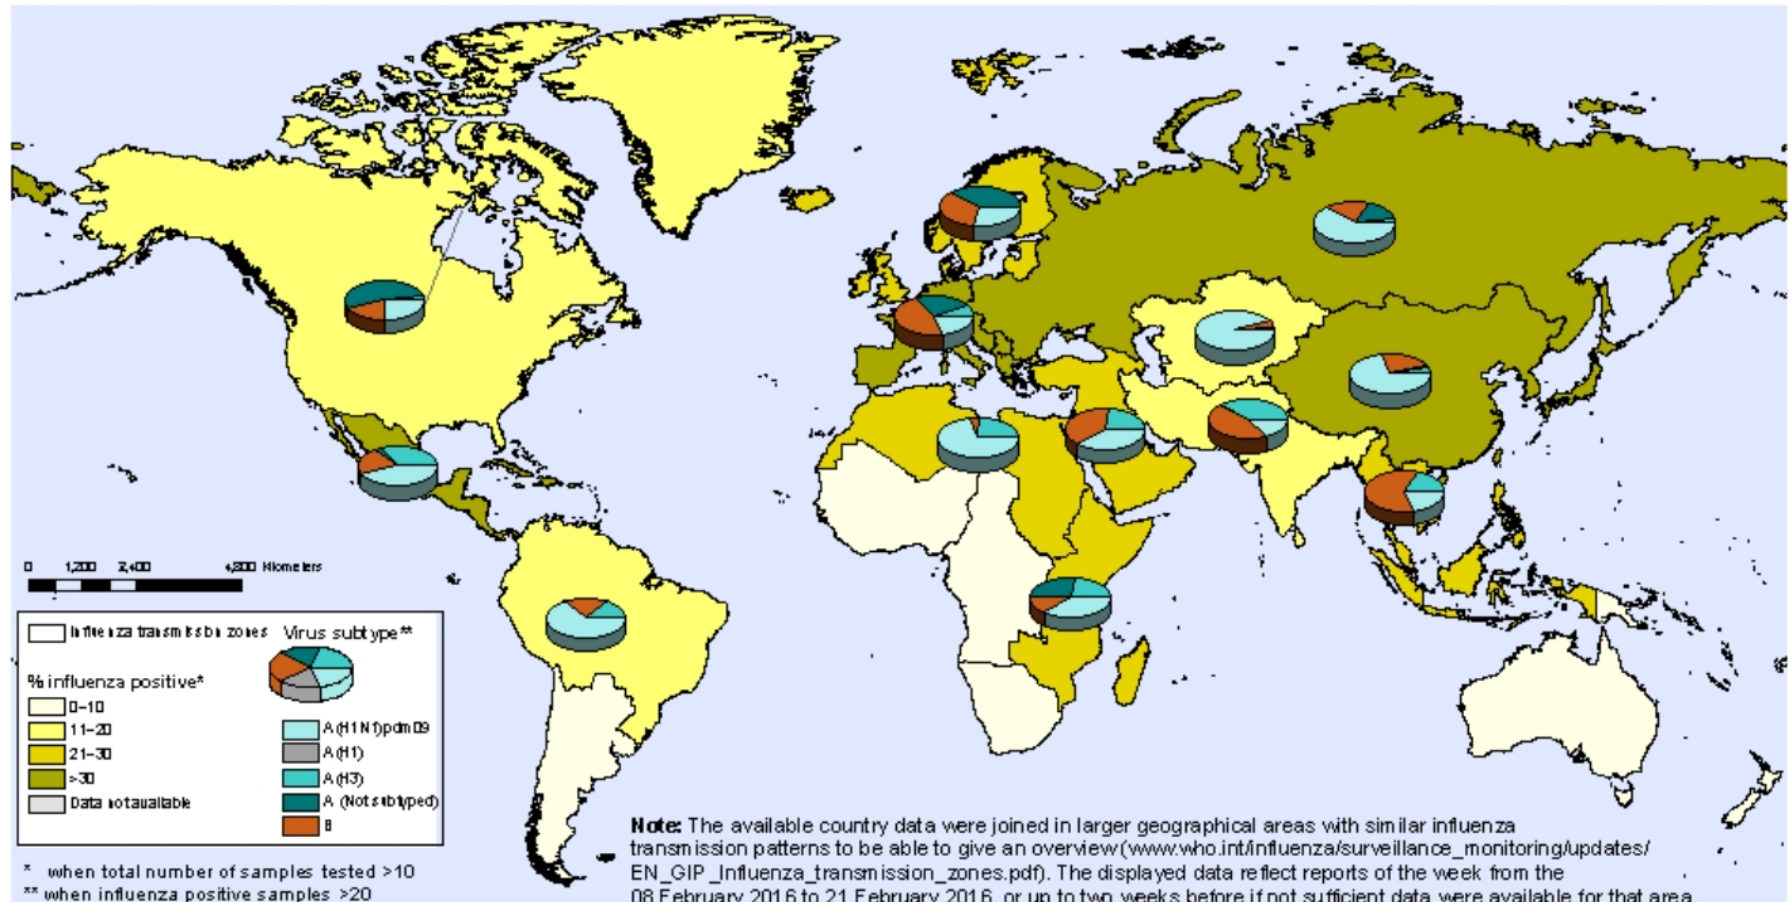 0 1,200 2,400 4,800 Kilometers
Influenza transmission zones
Virus subtype**
% influenza positive*
0-10
11-20
21-30
>30
Data not available
A(H1N1)pdm09
A(H1)
A(H3)
A (Not subtyped)
B
* when total number of samples tested >10
** when influenza positive samples >20
Note: The available country data were joined in larger geographical areas with similar influenza
transmission patterns to be able to give an overview (www.who.int/influenza/surveillance_monitoring/updates/
EN_GIP_Influenza_transmission_zones.pdf). The displayed data reflect reports of the week from the
08 February 2016 to 21 February 2016, or up to two weeks before if not sufficient data were available for that area.